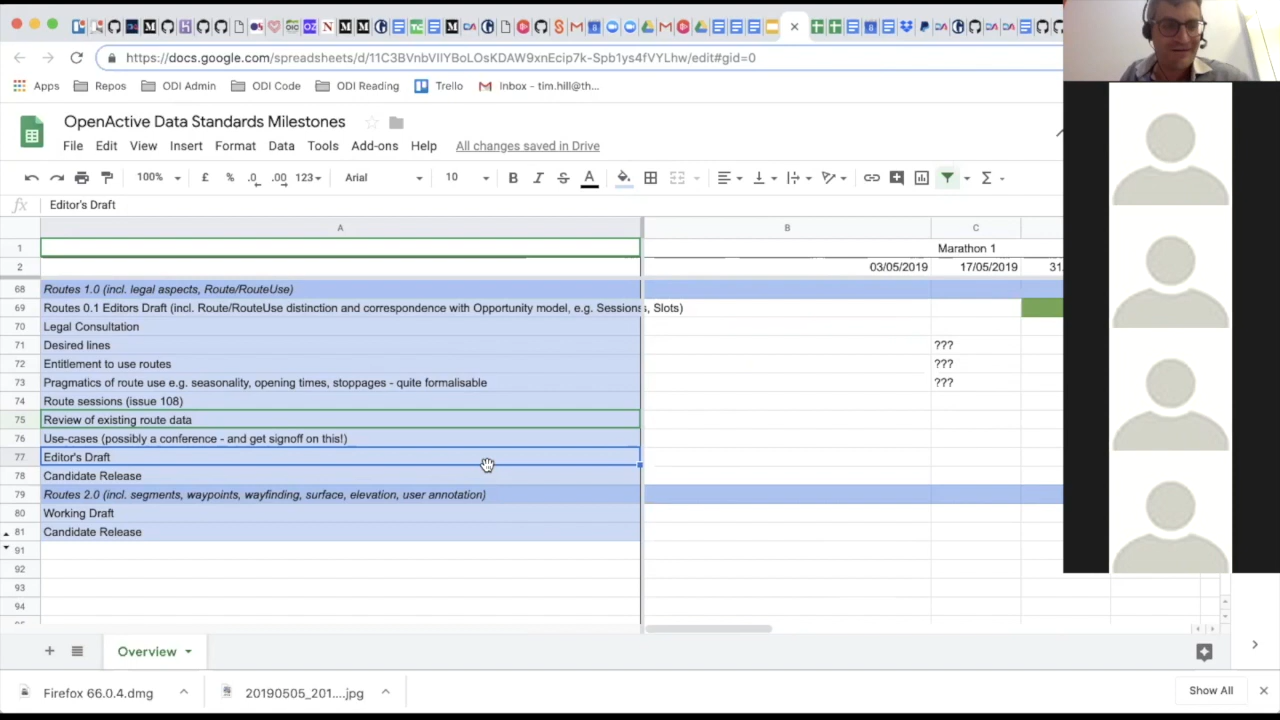 https://docs.google.com/spreadsheets/d/11C3BVnbVIIYBoLOsKDAW9xnEcip7k-Spb1ys4fVYLhw/edit#gid=0
Apps Repos ODI Admin ODI Code ODI Reading Trello Inbox - tim.hill@th...
OpenActive Data Standards Milestones
File Edit View Insert Format Data Tools Add-ons Help All changes saved in Drive
100% £ % .0 .00 123 Arial 10 B I S A
fx Editor's Draft
A B C
1 Marathon 1
2 03/05/2019 17/05/2019 31
68 Routes 1.0 (incl. legal aspects, Route/RouteUse)
69 Routes 0.1 Editors Draft (incl. Route/RouteUse distinction and correspondence with Opportunity model, e.g. Sessions, Slots)
70 Legal Consultation
71 Desired lines ???
72 Entitlement to use routes ???
73 Pragmatics of route use e.g. seasonality, opening times, stoppages - quite formalisable ???
74 Route sessions (issue 108)
75 Review of existing route data
76 Use-cases (possibly a conference - and get signoff on this!)
77 Editor's Draft
78 Candidate Release
79 Routes 2.0 (incl. segments, waypoints, wayfinding, surface, elevation, user annotation)
80 Working Draft
81 Candidate Release
91
92
93
94
Overview
Firefox 66.0.4.dmg 20190505_201....jpg Show All